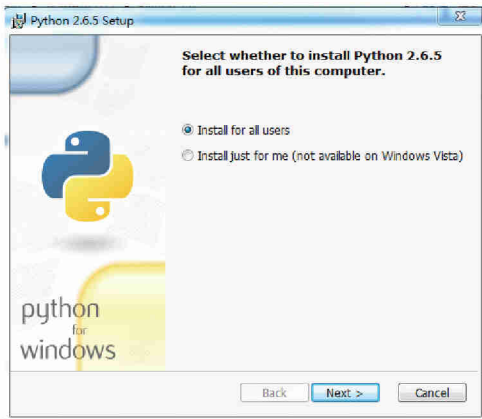 Python 2.6.5 Setup
Select whether to install Python 2.6.5
for all users of this computer.
Install for all users
Install just for me (not available on Windows Vista)
python
for
windows
Back
Next >
Cancel